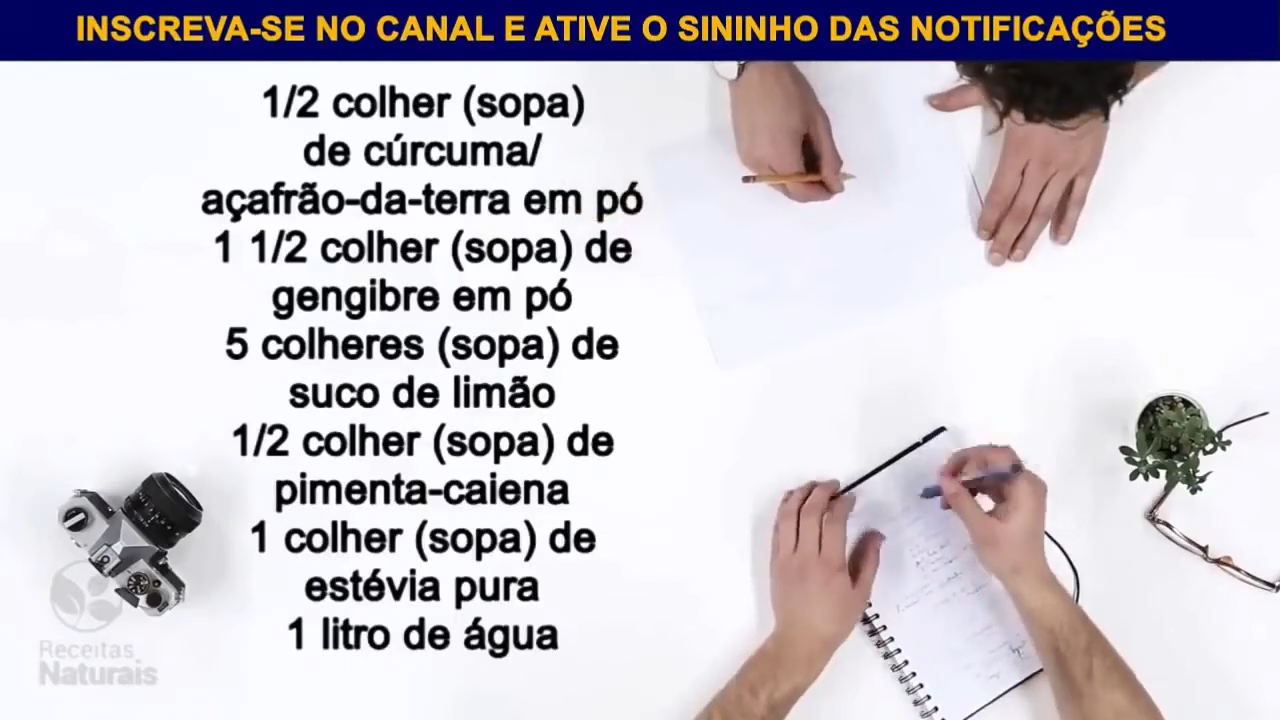 INSCREVA-SE NO CANAL E ATIVE O SININHO DAS NOTIFICAÇÕES
1/2 colher (sopa)
de cúrcuma/
açafrão-da-terra em pó
1 1/2 colher (sopa) de
gengibre em pó
5 colheres (sopa) de
suco de limão
1/2 colher (sopa) de
pimenta-caiena
1 colher (sopa) de
estévia pura
1 litro de água
Receitas
Naturais